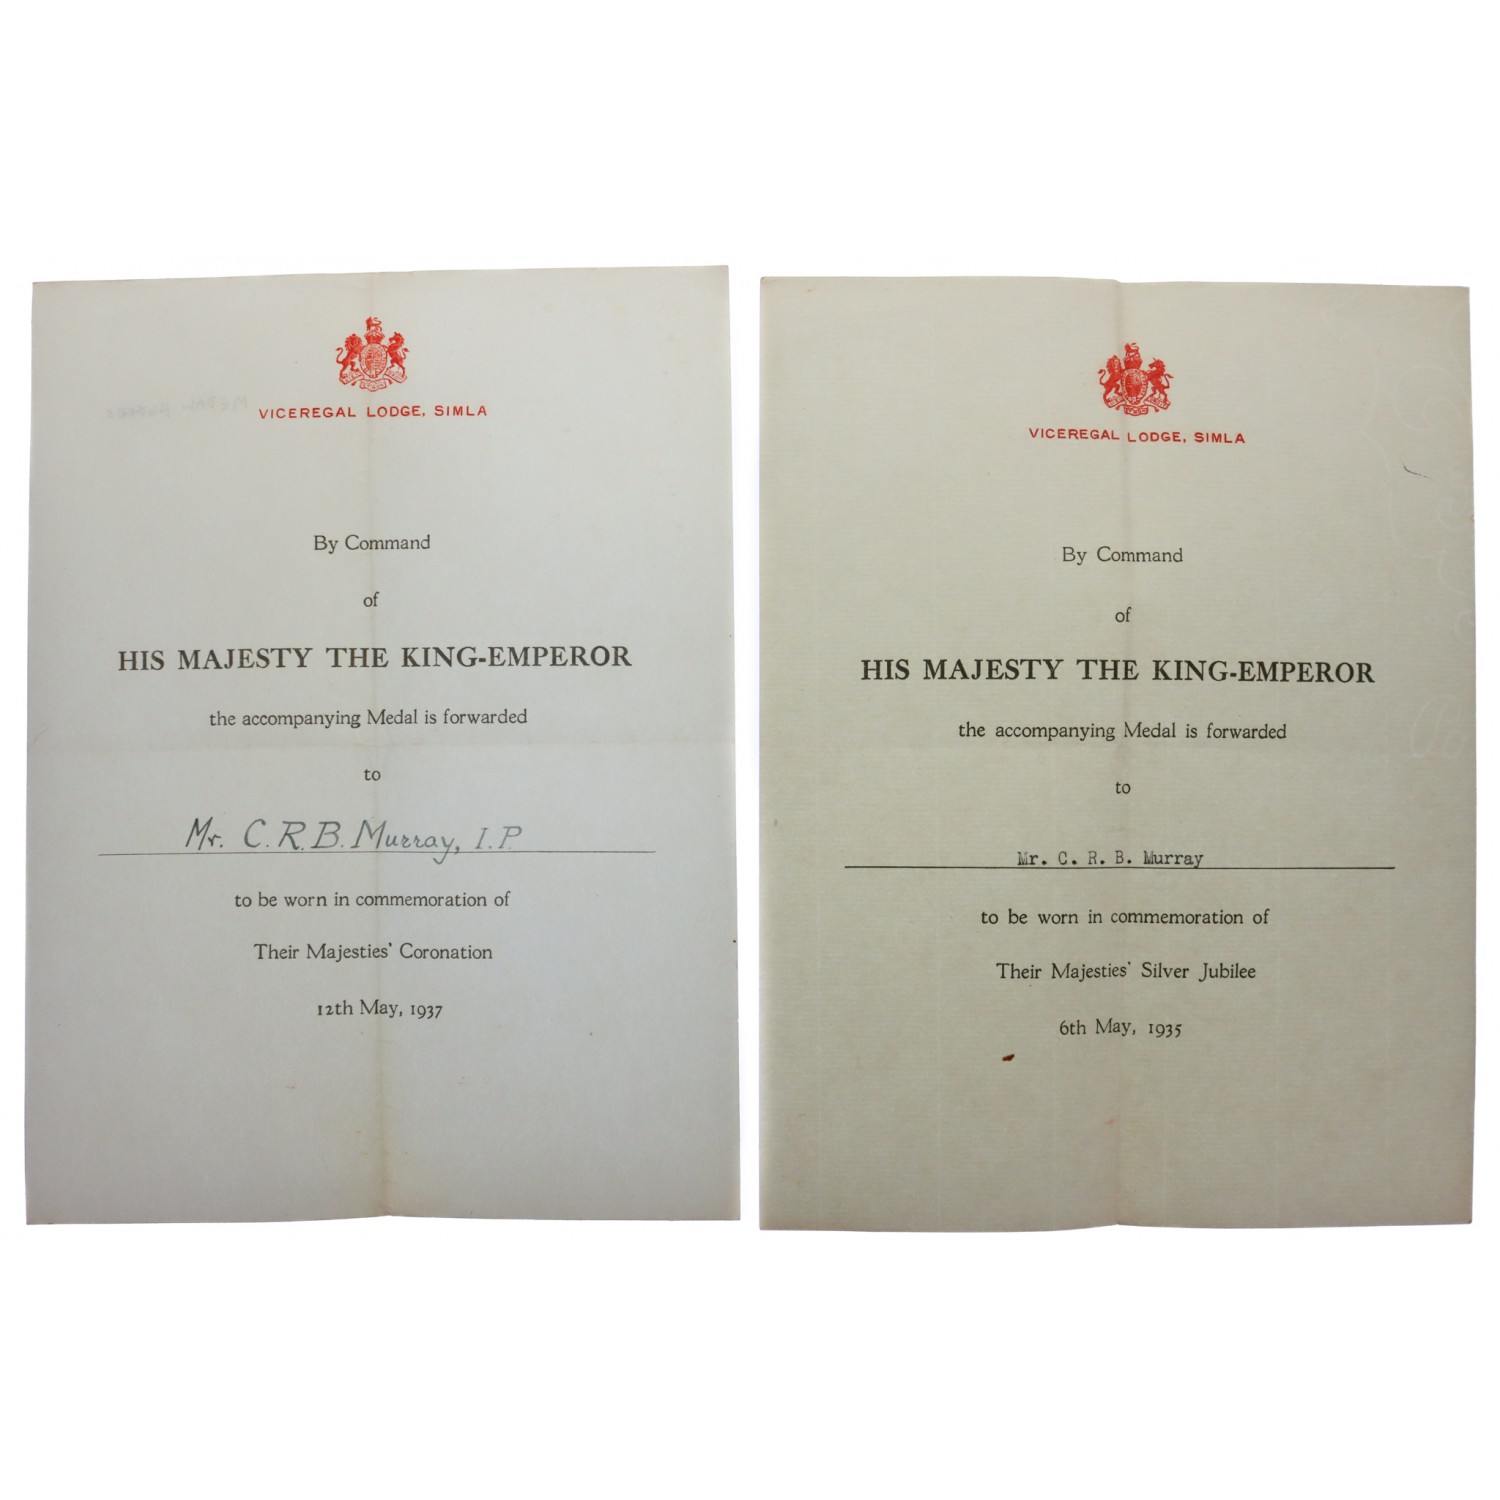 VICEREGAL LODGE, SIMLA
By Command
of
HIS MAJESTY THE KING-EMPEROR
the accompanying Medal is forwarded
to
Mr. C. R. B. Murray, I. P.
to be worn in commemoration of
Their Majesties' Coronation
12th May, 1937
VICEREGAL LODGE, SIMLA
By Command
of
HIS MAJESTY THE KING-EMPEROR
the accompanying Medal is forwarded
to
Mr. C. R. B. Murray
to be worn in commemoration of
Their Majesties' Silver Jubilee
6th May, 1935